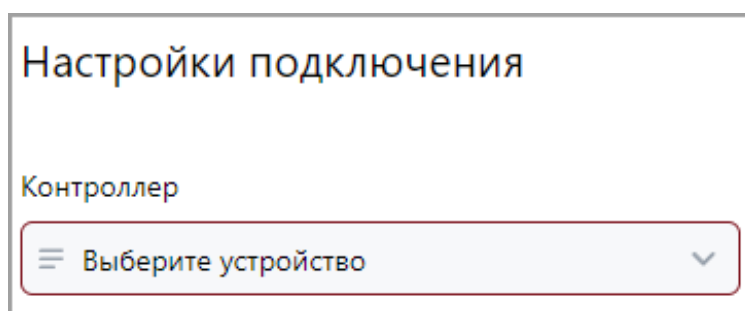 Настройки подключения
Контроллер
Выберите устройство